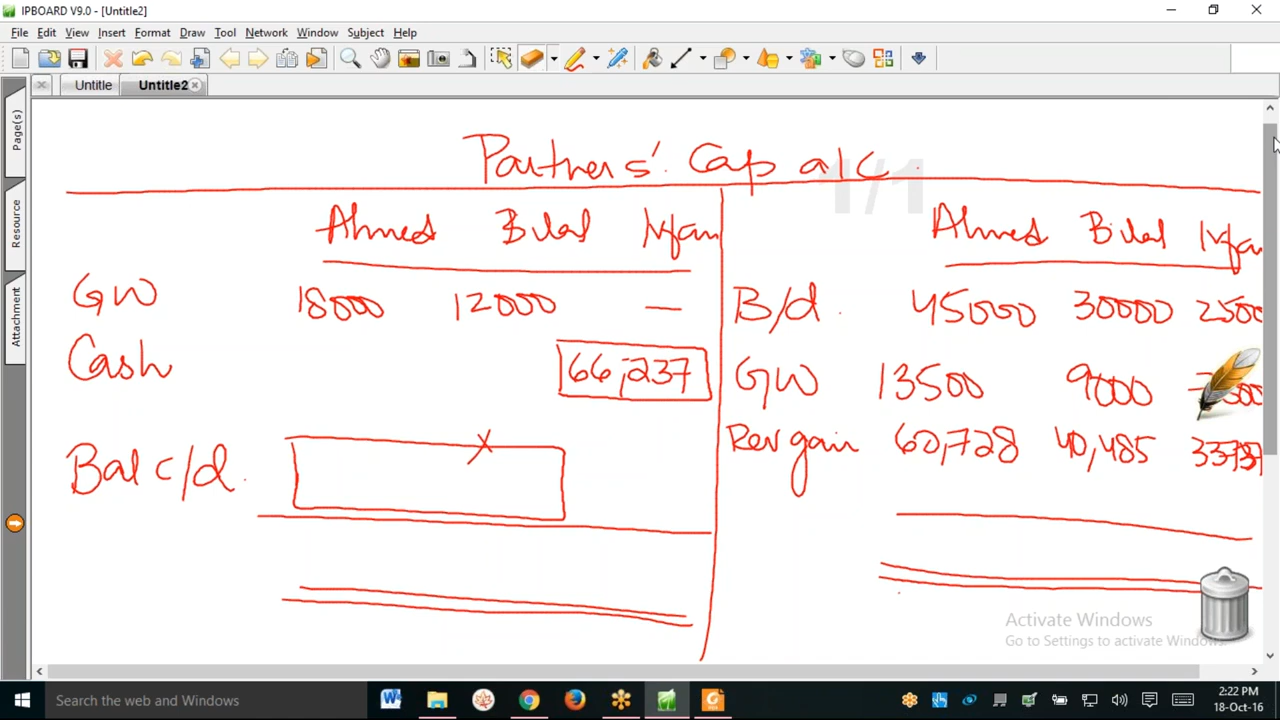 IPBOARD V9.0 - [Untitle2]
File Edit View Insert Format Draw Tool Network Window Subject Help
Untitle Untitle2
Page(s)
Resource
Attachment
1/1
Partners'. Cap a/c.
Ahmed Bilal Irfan Ahmed Bilal
GW 18000 12000 — B/d. 45000 30000 2500
Cash 66,237 GW 13500 9000
Rev gain 60,728 40,485
Bal c/d. x
Activate Windows
Go to Settings to activate Windows.
Search the web and Windows
2:22 PM
18-Oct-16